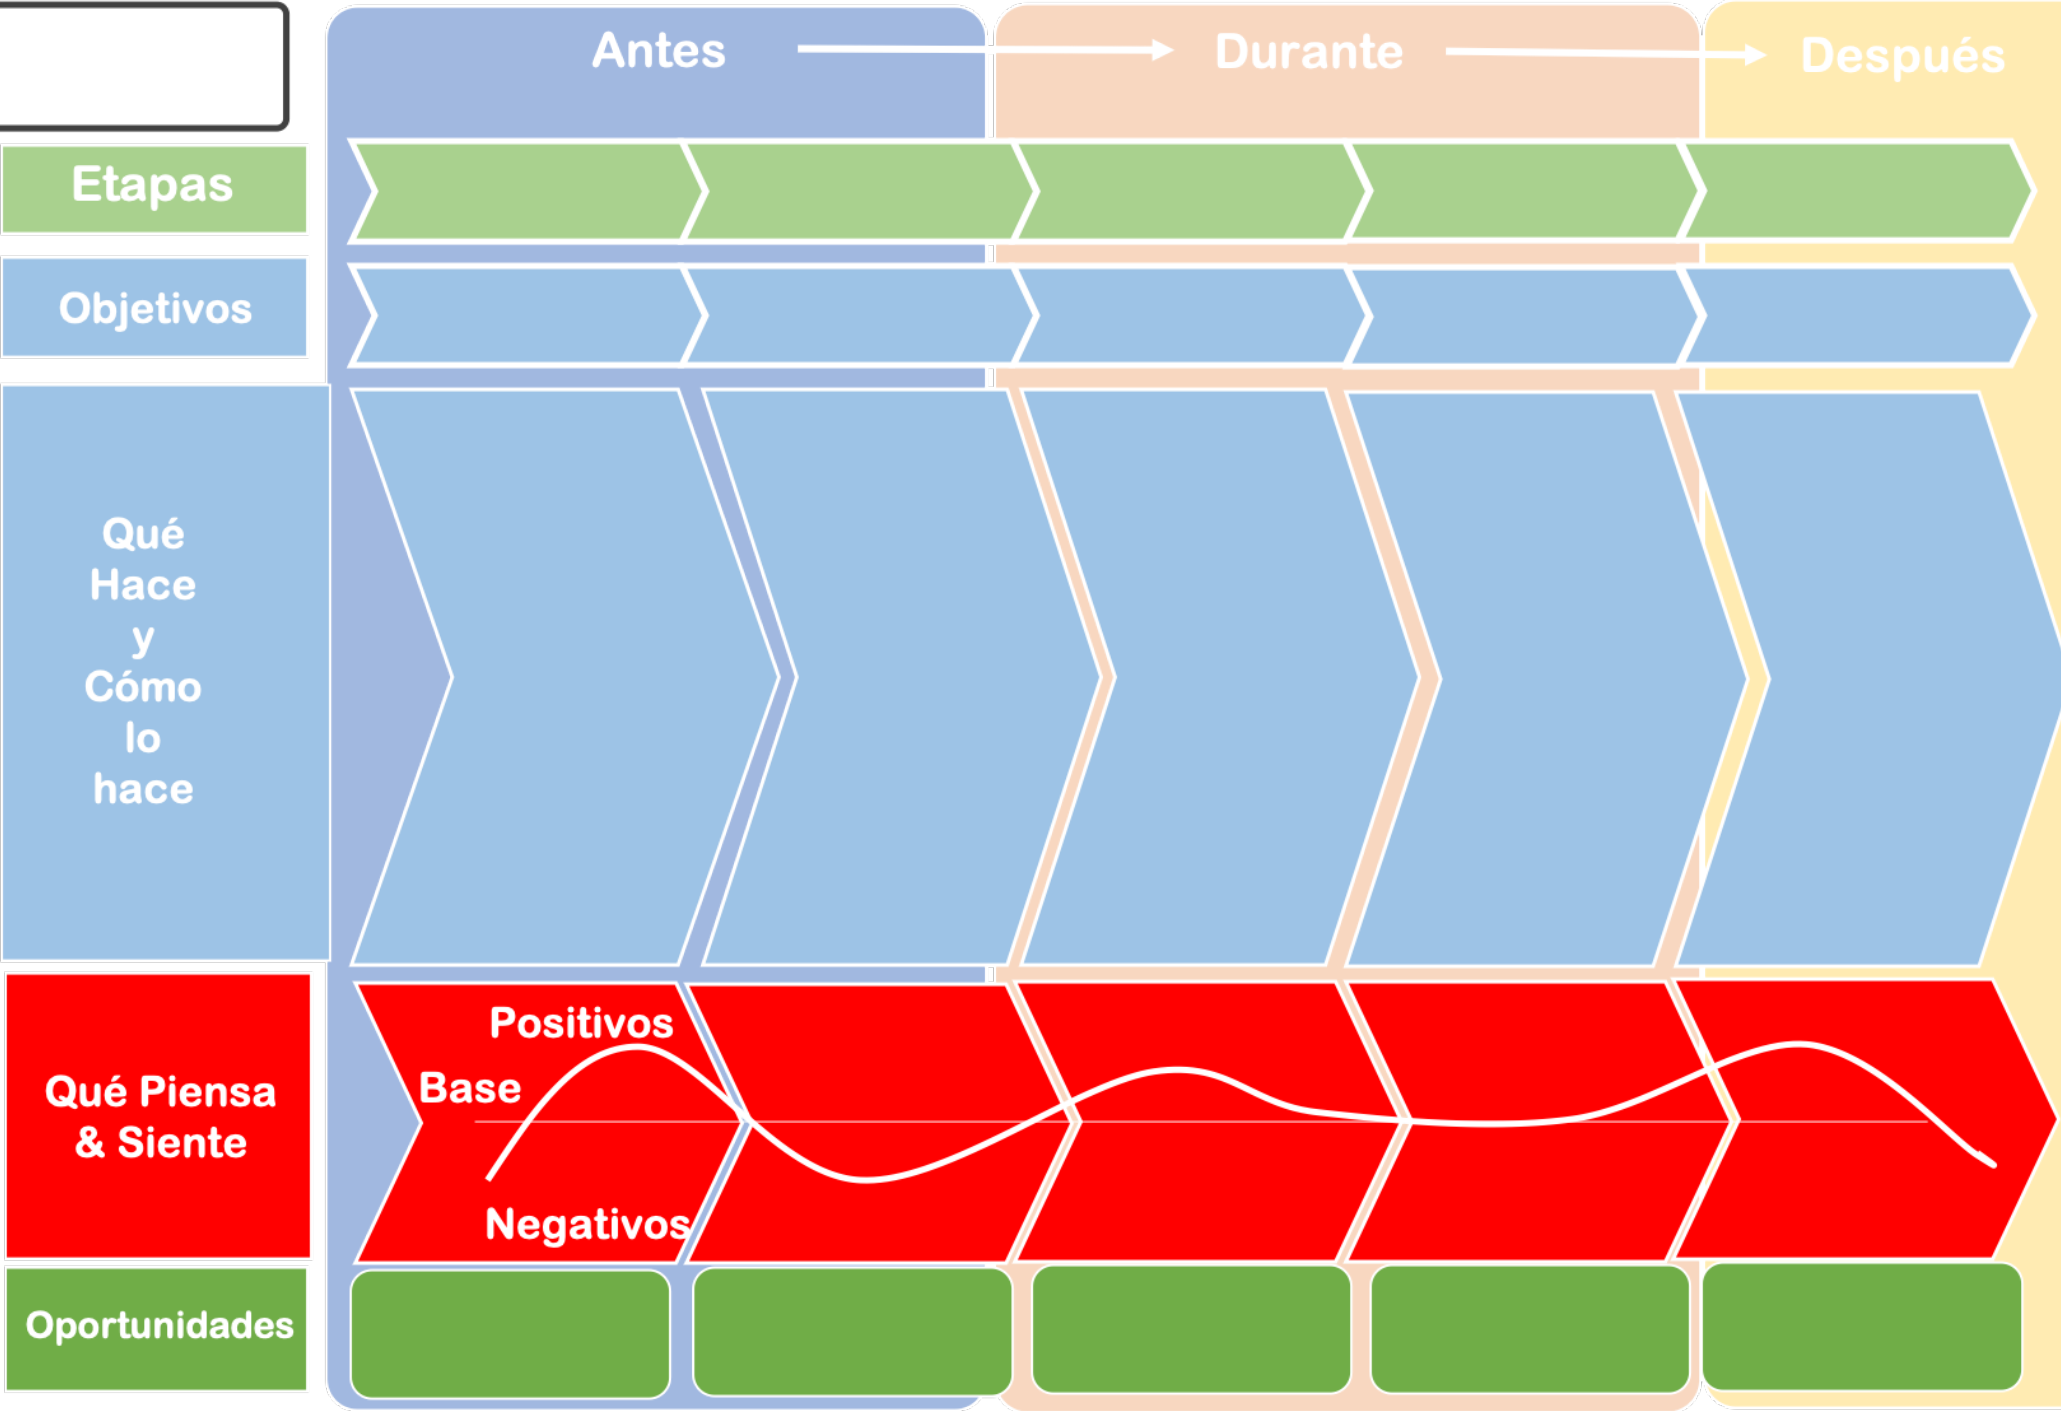 Antes
Durante
Después
Etapas
Objetivos
Qué
Hace
y
Cómo
lo
hace
Positivos
Base
Qué Piensa
& Siente
Negativos
Oportunidades